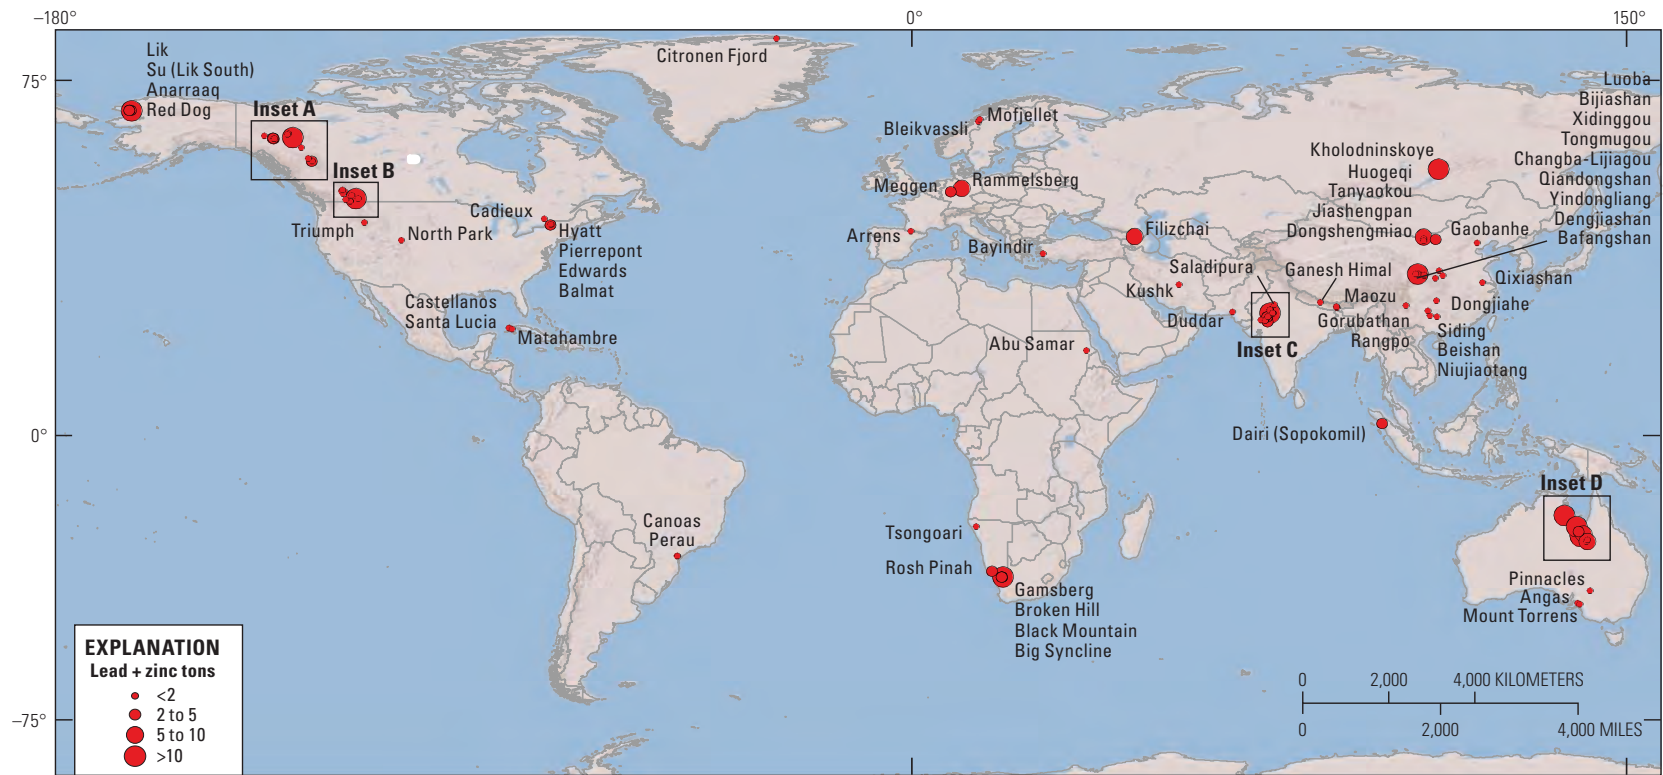 –180°
0°
150°
75°
0°
–75°
Lik
Su (Lik South)
Anarraaq
Red Dog
Inset A
Inset B
Triumph
North Park
Cadieux
Hyatt
Pierrepont
Edwards
Balmat
Castellanos
Santa Lucia
Matahambre
Citronen Fjord
Canoas
Perau
Bleikvassli
Mofjellet
Meggen
Rammelsberg
Arrens
Bayindir
Filizchai
Kushk
Saladipura
Duddar
Inset C
Abu Samar
Ganesh Himal
Gorubathan
Rangpo
Maozu
Kholodninskoye
Huogeqi
Tanyaokou
Jiashengpan
Dongshengmiao
Gaobanhe
Luoba
Bijiashan
Xidinggou
Tongmugou
Changba-Lijiagou
Qiandongshan
Yindongliang
Dengjiashan
Bafangshan
Qixiashan
Dongjiahe
Siding
Beishan
Niujiaotang
Dairi (Sopokomil)
Inset D
Pinnacles
Angas
Mount Torrens
Tsongoari
Rosh Pinah
Gamsberg
Broken Hill
Black Mountain
Big Syncline
EXPLANATION
Lead + zinc tons
<2
2 to 5
5 to 10
>10
0 2,000 4,000 KILOMETERS
0 2,000 4,000 MILES